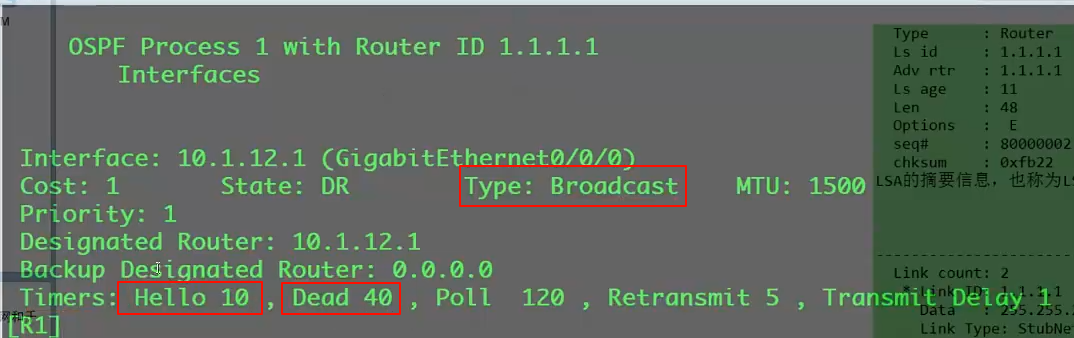 M
OSPF Process 1 with Router ID 1.1.1.1
Interfaces
Interface: 10.1.12.1 (GigabitEthernet0/0/0)
Cost: 1 State: DR Type: Broadcast MTU: 1500
Priority: 1
Designated Router: 10.1.12.1
Backup Designated Router: 0.0.0.0
Timers: Hello 10 , Dead 40 , Poll 120 , Retransmit 5 , Transmit Delay 1
[R1]
Type : Router
Ls id : 1.1.1.1
Adv rtr : 1.1.1.1
Ls age : 11
Len : 48
Options : E
seq# : 80000002
chksum : 0xfb22
LSA的摘要信息，也称为LS
Link count: 2
* Link ID: 1.1.1.1
Data : 255.255.2
Link Type: StubNe